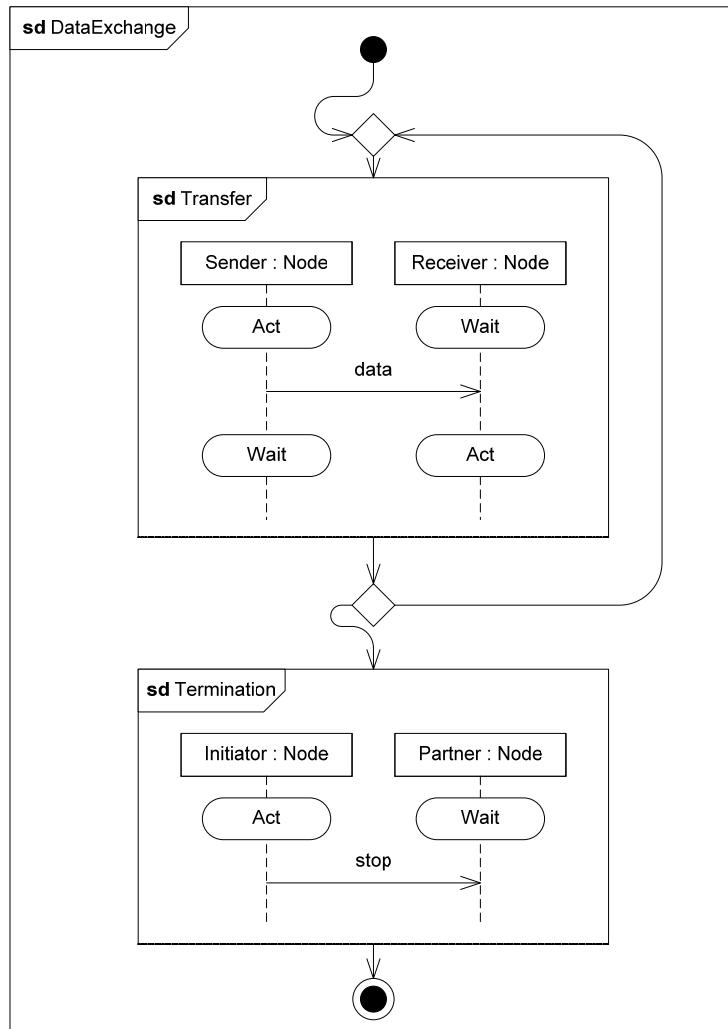 sd DataExchange
sd Transfer
Sender : Node
Receiver : Node
Act
Wait
data
Wait
Act
sd Termination
Initiator : Node
Partner : Node
Act
Wait
stop